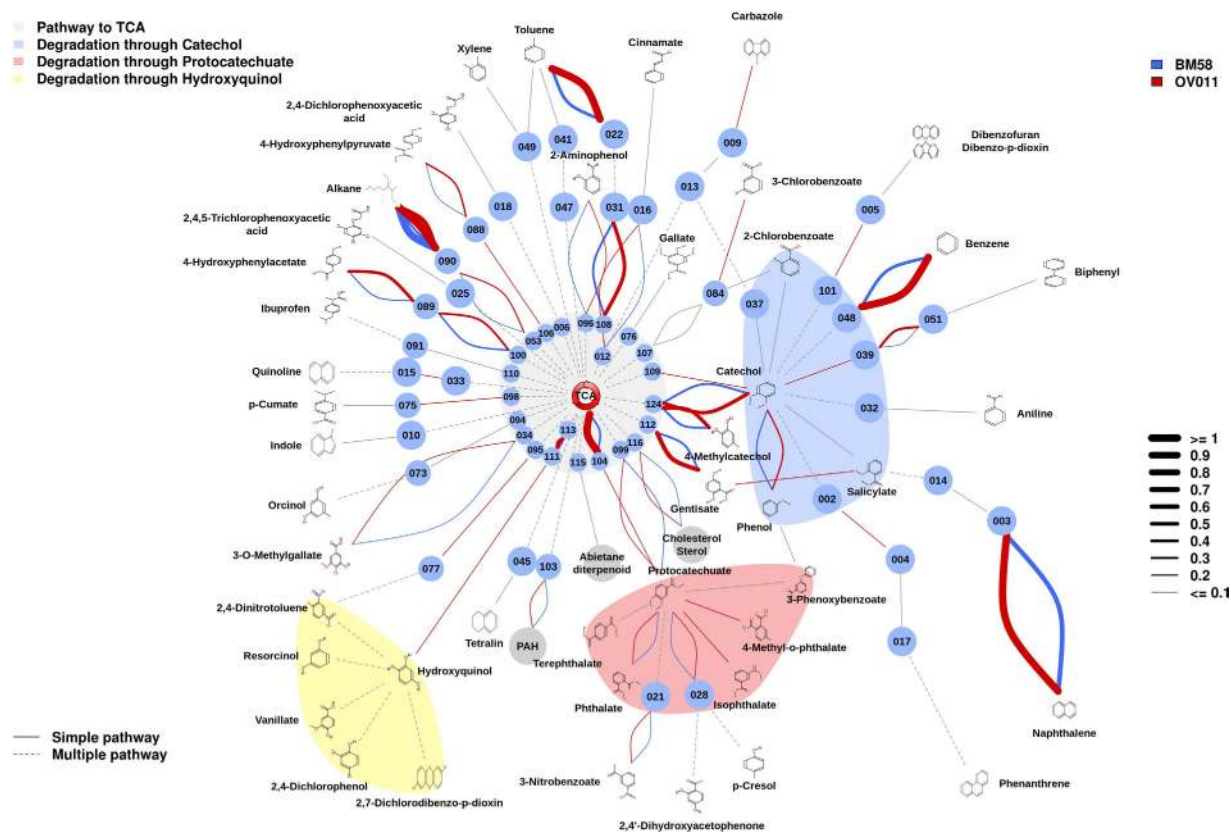 Pathway to TCA
Degradation through Catechol
Degradation through Protocatechuate
Degradation through Hydroxyquinol
BM58
OV011
Carbazole
Toluene
Cinnamate
Xylene
2,4-Dichlorophenoxyacetic
acid
4-Hydroxyphenylpyruvate
Alkane
2,4,5-Trichlorophenoxyacetic
acid
4-Hydroxyphenylacetate
Ibuprofen
Quinoline
p-Cumate
Indole
Orcinol
3-O-Methylgallate
2,4-Dinitrotoluene
Resorcinol
Hydroxyquinol
Vanillate
2,4-Dichlorophenol
2,7-Dichlorodibenzo-p-dioxin
2-Aminophenol
Gallate
3-Chlorobenzoate
2-Chlorobenzoate
Dibenzofuran
Dibenzo-p-dioxin
Benzene
Biphenyl
Aniline
Catechol
4-Methylcatechol
Gentisate
Phenol
Salicylate
Cholesterol
Sterol
Abietane
diterpenoid
Protocatechuate
3-Phenoxybenzoate
4-Methyl-o-phthalate
Isophthalate
Terephthalate
Phthalate
Tetralin
PAH
3-Nitrobenzoate
p-Cresol
2,4'-Dihydroxyacetophenone
Phenanthrene
Naphthalene
TCA
049
041
022
009
013
018
047
031
016
005
088
090
025
089
084
037
101
048
051
039
091
015
033
075
010
073
077
032
014
002
003
004
017
045
103
021
028
106
006
053
100
110
098
094
034
095
111
113
115
104
099
116
112
124
109
107
076
012
108
096
>= 1
0.9
0.8
0.7
0.6
0.5
0.4
0.3
0.2
<= 0.1
Simple pathway
Multiple pathway